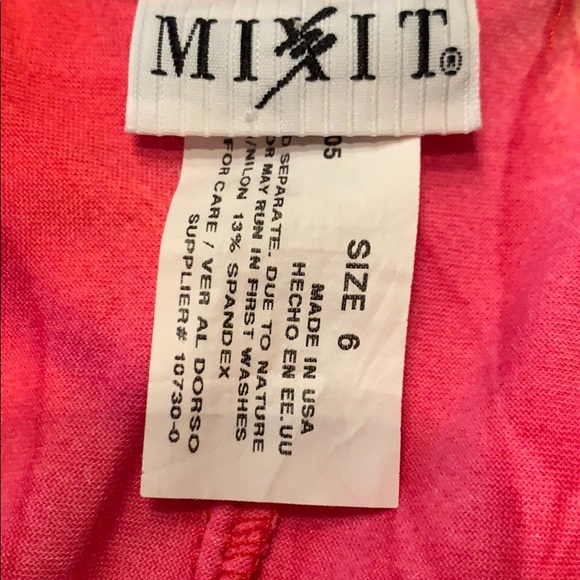 MIXXIT®
05
SIZE 6
MADE IN USA
HECHO EN EE.UU
D SEPARATE. DUE TO NATURE
OR MAY RUN IN FIRST WASHES
/NILON 13% SPANDEX
FOR CARE / VER AL DORSO
SUPPLIER# 10730-0